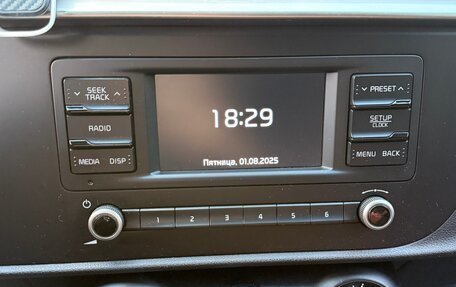 SEEK
TRACK
RADIO
MEDIA DISP
18:29
Пятница, 01.08.2025
PRESET
SETUP
CLOCK
MENU BACK
1 2 3 4 5 6